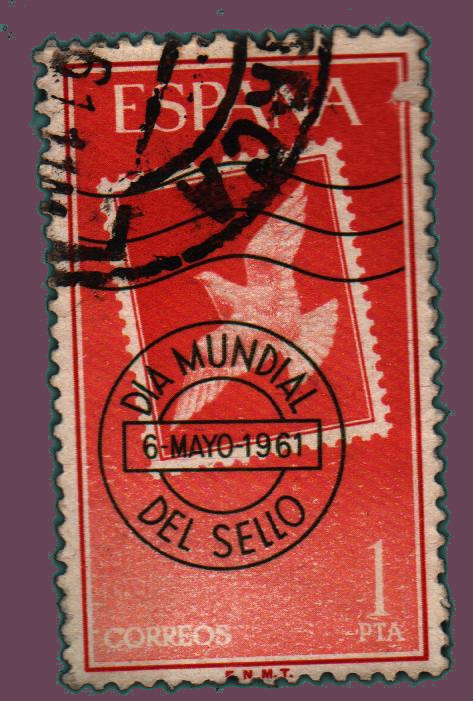 ESPAÑA
DIA MUNDIAL
6-MAYO-1961
DEL SELLO
1
CORREOS
PTA
F.N.M.T.